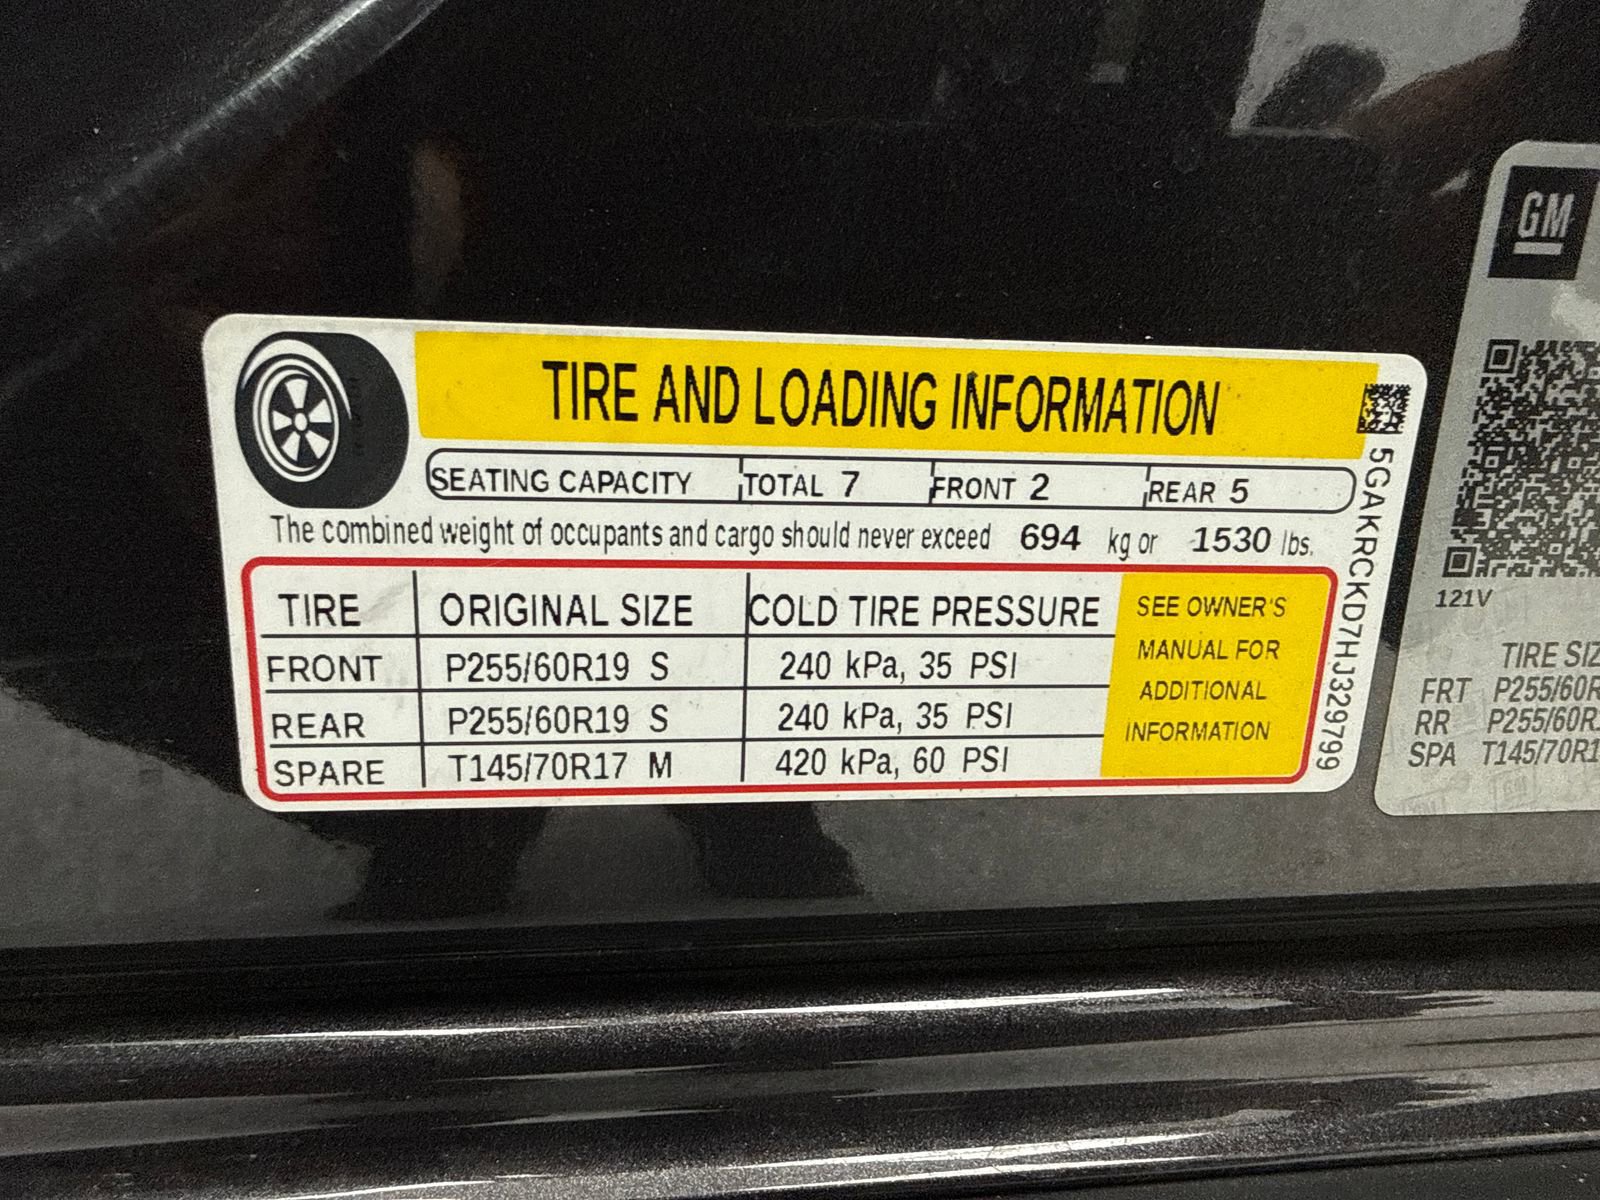 TIRE AND LOADING INFORMATION
SEATING CAPACITY TOTAL 7 FRONT 2 REAR 5
The combined weight of occupants and cargo should never exceed 694 kg or 1530 lbs.
TIRE ORIGINAL SIZE COLD TIRE PRESSURE
FRONT P255/60R19 S 240 kPa, 35 PSI
REAR P255/60R19 S 240 kPa, 35 PSI
SPARE T145/70R17 M 420 kPa, 60 PSI
SEE OWNER'S
MANUAL FOR
ADDITIONAL
INFORMATION
5GAKRCKD7HJ329799
GM
121V
TIRE SIZ
FRT P255/60R
RR P255/60R
SPA T145/70R1